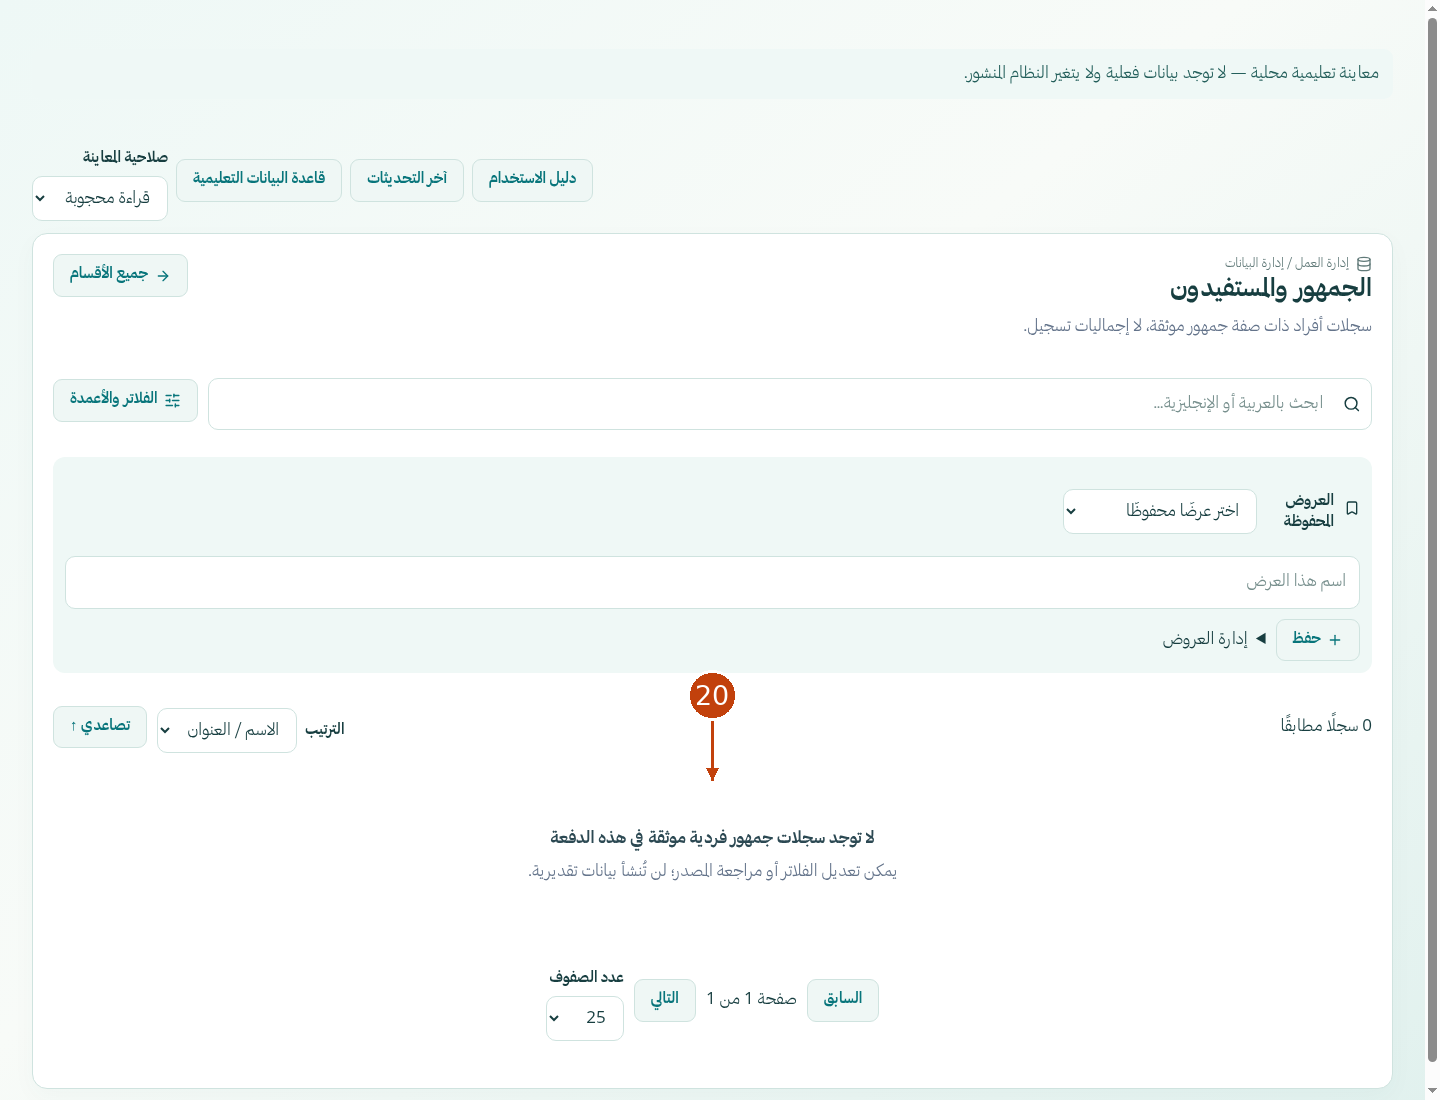 معاينة تعليمية محلية — لا توجد بيانات فعلية ولا يتغير النظام المنشور.
دليل الاستخدام
آخر التحديثات
قاعدة البيانات التعليمية
صلاحية المعاينة
قراءة محجوبة
إدارة العمل / إدارة البيانات
الجمهور والمستفيدون
سجلات أفراد ذات صفة جمهور موثقة، لا إجماليات تسجيل.
→ جميع الأقسام
ابحث بالعربية أو الإنجليزية...
الفلاتر والأعمدة
العروض
المحفوظة
اختر عرضًا محفوظًا
اسم هذا العرض
+ حفظ
◀ إدارة العروض
20
0 سجلًا مطابقًا
الترتيب
الاسم / العنوان
تصاعدي ↑
لا توجد سجلات جمهور فردية موثقة في هذه الدفعة
يمكن تعديل الفلاتر أو مراجعة المصدر؛ لن تُنشأ بيانات تقديرية.
السابق
صفحة 1 من 1
التالي
عدد الصفوف
25